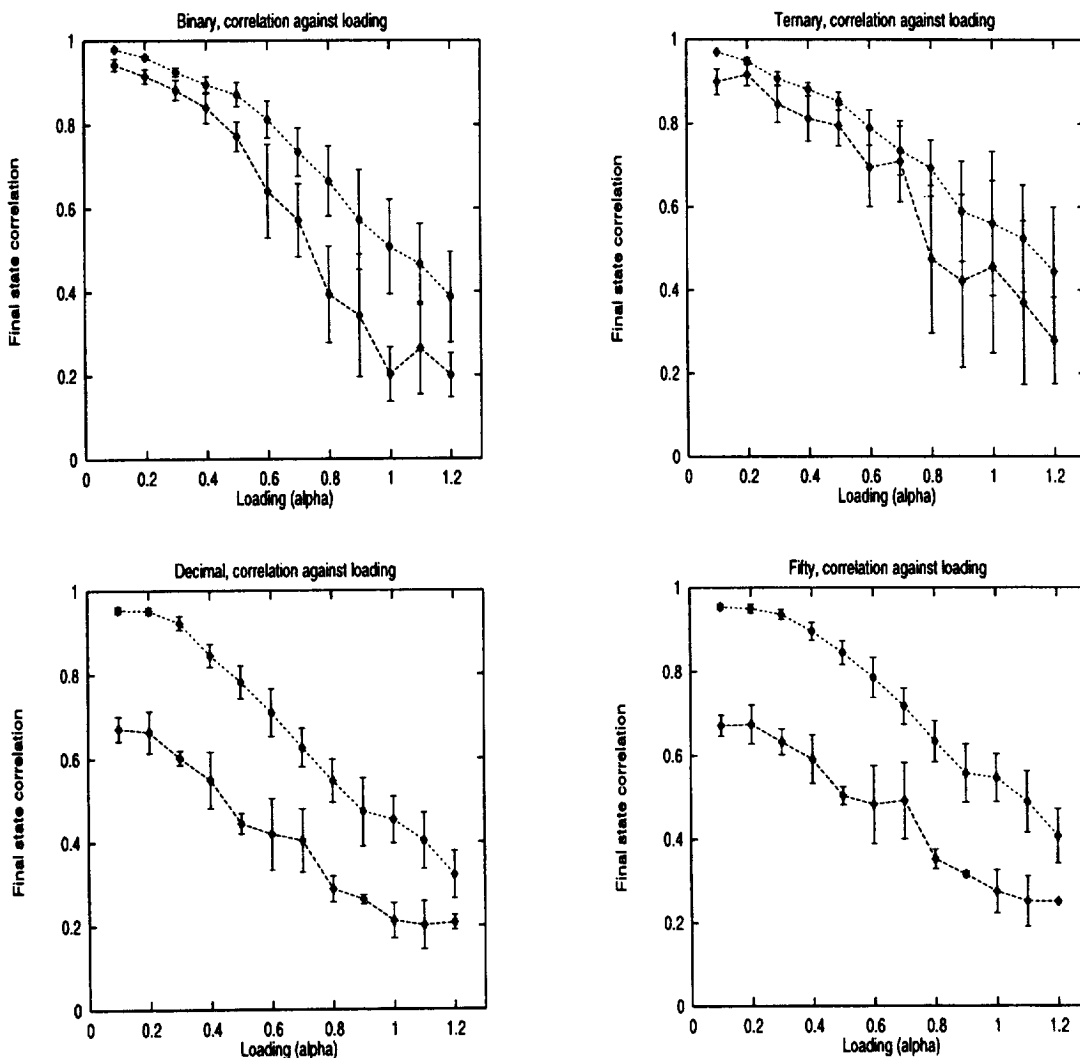 Binary, correlation against loading
1
0.8
0.6
0.4
0.2
0
Final state correlation
0 0.2 0.4 0.6 0.8 1 1.2
Loading (alpha)
Ternary, correlation against loading
1
0.8
0.6
0.4
0.2
0
Final state correlation
0 0.2 0.4 0.6 0.8 1 1.2
Loading (alpha)
Decimal, correlation against loading
1
0.8
0.6
0.4
0.2
0
Final state correlation
0 0.2 0.4 0.6 0.8 1 1.2
Loading (alpha)
Fifty, correlation against loading
1
0.8
0.6
0.4
0.2
0
Final state correlation
0 0.2 0.4 0.6 0.8 1 1.2
Loading (alpha)